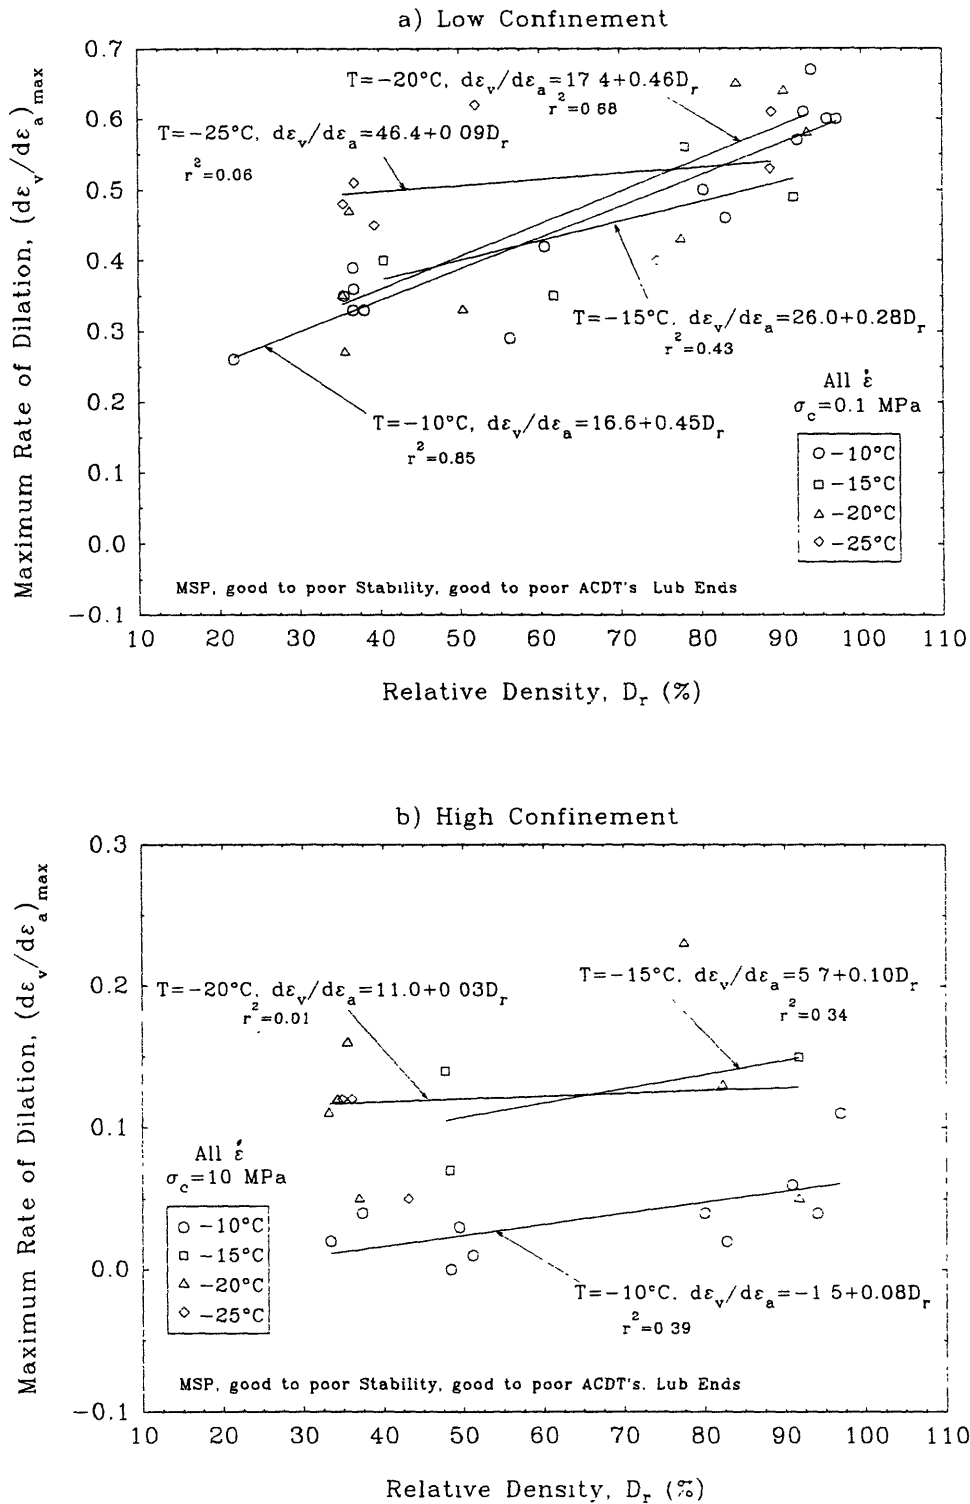 a) Low Confinement
Maximum Rate of Dilation, (dεv/dεa)max
0.7
0.6
0.5
0.4
0.3
0.2
0.1
0.0
−0.1
T=−20°C, dεv/dεa=17 4+0.46Dr
r2=0 68
T=−25°C, dεv/dεa=46.4+0 09Dr
r2=0.06
T=−15°C, dεv/dεa=26.0+0.28Dr
r2=0.43
T=−10°C, dεv/dεa=16.6+0.45Dr
r2=0.85
All ε̇
σc=0.1 MPa
−10°C
−15°C
−20°C
−25°C
MSP, good to poor Stability, good to poor ACDT's Lub Ends
10 20 30 40 50 60 70 80 90 100 110
Relative Density, Dr (%)
b) High Confinement
Maximum Rate of Dilation, (dεv/dεa)max
0.3
0.2
0.1
0.0
−0.1
T=−20°C, dεv/dεa=11.0+0 03Dr
r2=0.01
T=−15°C, dεv/dεa=5 7+0.10Dr
r2=0 34
All ε̇
σc=10 MPa
−10°C
−15°C
−20°C
−25°C
T=−10°C, dεv/dεa=−1 5+0.08Dr
r2=0 39
MSP, good to poor Stability, good to poor ACDT's. Lub Ends
10 20 30 40 50 60 70 80 90 100 110
Relative Density, Dr (%)